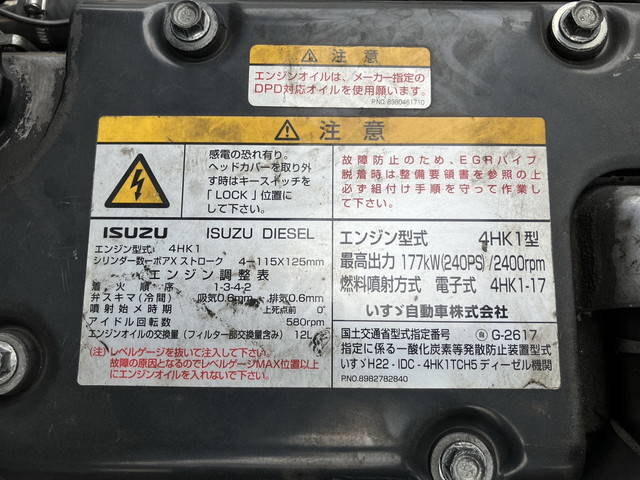 注意
エンジンオイルは、メーカー指定の
DPD対応オイルを使用願います。
P.NO. 8980461710
注意
感電の恐れ有り。
ヘッドカバーを取り外
す時はキースイッチを
「LOCK」位置に
して下さい。
故障防止のため、EGRパイプ
脱着時は整備要領書を参照の上
必ず組付け手順を守って作業し
て下さい。
ISUZU ISUZU DIESEL
エンジン型式 4HK1
シリンダー数ーボア×ストローク 4ー115×125mm
エンジン調整表
着火順序 1-3-4-2
弁スキマ(冷間) 吸気0.6mm 排気0.6mm
噴射始メ時期 上死点前 0°
アイドル回転数 580rpm
エンジンオイルの交換量(フィルター部交換量含み) 12L
(注)レベルゲージを抜いて注入して下さい。
故障の原因となるのでレベルゲージMAX位置以上
にエンジンオイルを入れないで下さい。
エンジン型式 4HK1型
最高出力 177kW(240PS)/2400rpm
燃料噴射方式 電子式 4HK1-17
いすゞ自動車株式会社
国土交通省型式指定番号 G-2617
指定に係る一酸化炭素等発散防止装置型式
いすゞH22-IDC-4HK1TCH5ディーゼル機関
P.NO. 8982782840